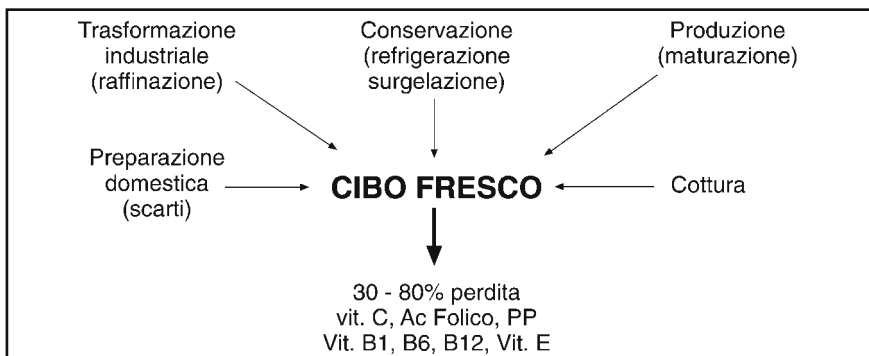 Trasformazione
industriale
(raffinazione)
Conservazione
(refrigerazione
surgelazione)
Produzione
(maturazione)
Preparazione
domestica
(scarti)
CIBO FRESCO
Cottura
30 - 80% perdita
vit. C, Ac Folico, PP
Vit. B1, B6, B12, Vit. E